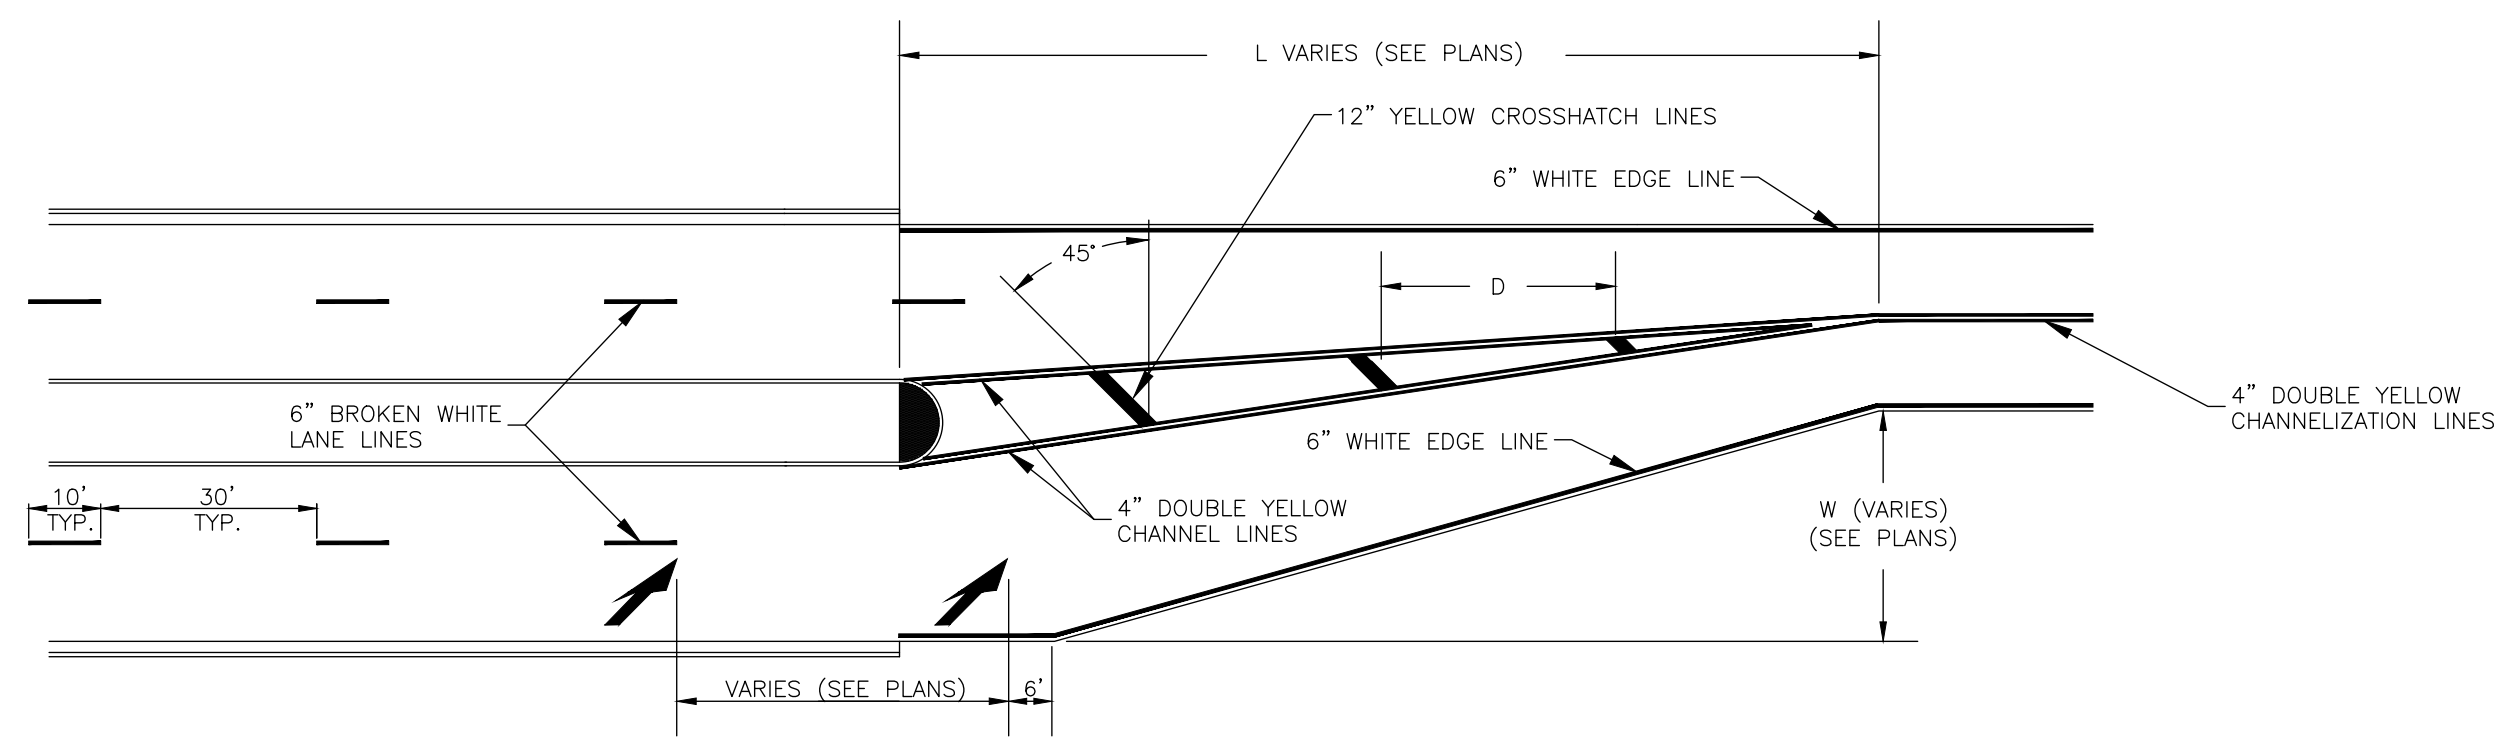 L VARIES (SEE PLANS)
12" YELLOW CROSSHATCH LINES
6" WHITE EDGE LINE
45°
D
6" BROKEN WHITE
LANE LINES
4" DOUBLE YELLOW
CHANNELIZATION LINES
6" WHITE EDGE LINE
10'
TYP.
30'
TYP.
4" DOUBLE YELLOW
CHANNEL LINES
W (VARIES)
(SEE PLANS)
VARIES (SEE PLANS)
6'